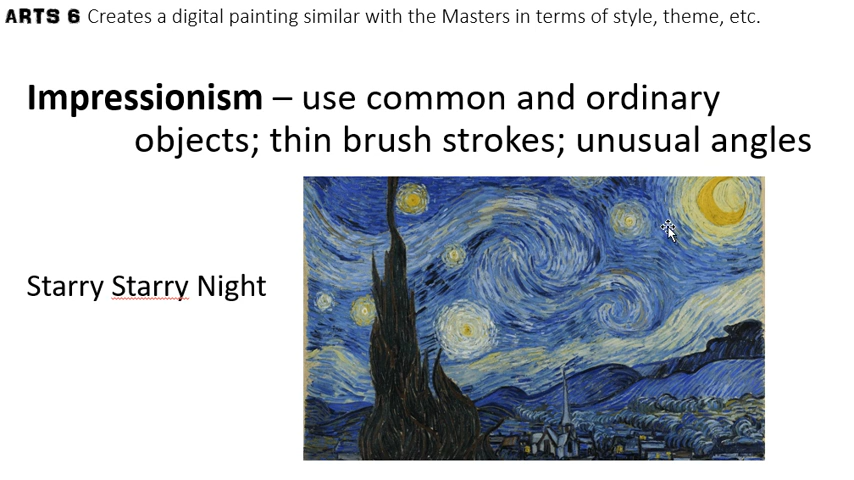 ARTS 6 Creates a digital painting similar with the Masters in terms of style, theme, etc.
Impressionism – use common and ordinary
objects; thin brush strokes; unusual angles
Starry Starry Night